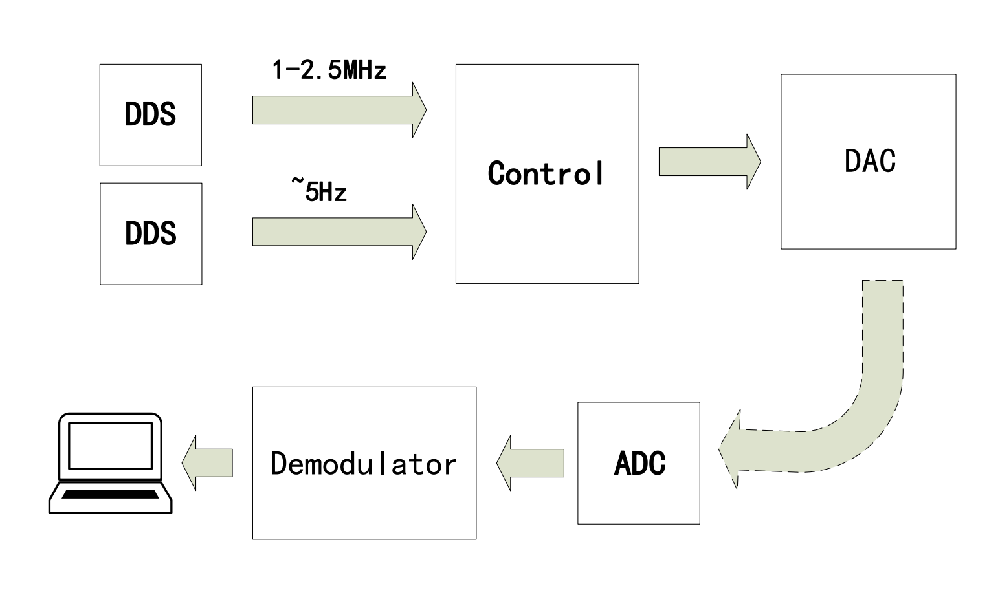 1-2.5MHz
DDS
~5Hz
DDS
Control
DAC
Demodulator
ADC